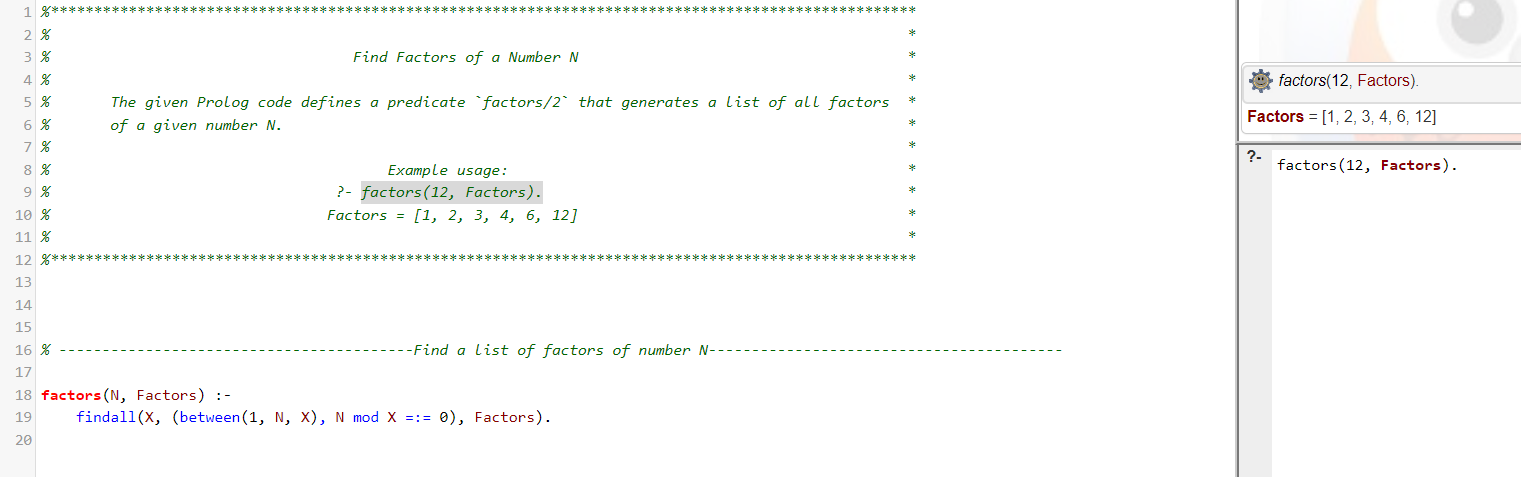 1 %****************************************************************************************************
2 % *
3 % Find Factors of a Number N *
4 % *
5 % The given Prolog code defines a predicate `factors/2` that generates a list of all factors *
6 % of a given number N. *
7 % *
8 % Example usage: *
9 % ?- factors(12, Factors). *
10 % Factors = [1, 2, 3, 4, 6, 12] *
11 % *
12 %****************************************************************************************************
13
14
15
16 % -----------------------------------------Find a list of factors of number N-----------------------------------------
17
18 factors(N, Factors) :-
19 findall(X, (between(1, N, X), N mod X =:= 0), Factors).
20
factors(12, Factors).
Factors = [1, 2, 3, 4, 6, 12]
?- factors(12, Factors).